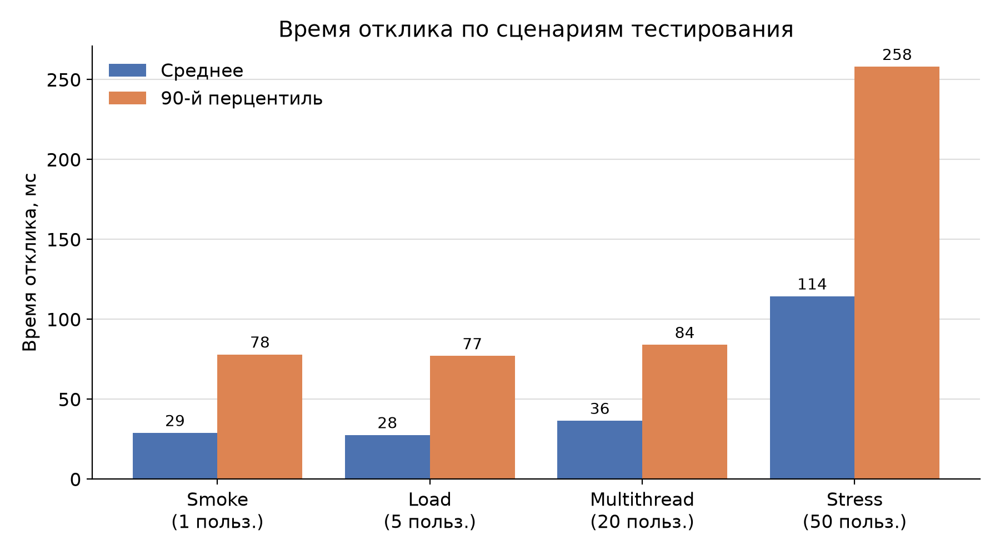 Время отклика по сценариям тестирования
Среднее
90-й перцентиль
Время отклика, мс
250
200
150
100
50
0
29
78
28
77
36
84
114
258
Smoke
(1 польз.)
Load
(5 польз.)
Multithread
(20 польз.)
Stress
(50 польз.)